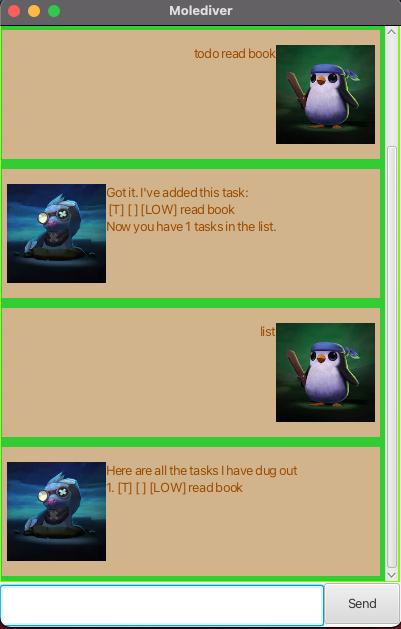 Molediver
todo read book
Got it. I've added this task:
[T] [ ] [LOW] read book
Now you have 1 tasks in the list.
list
Here are all the tasks I have dug out
1. [T] [ ] [LOW] read book
Send